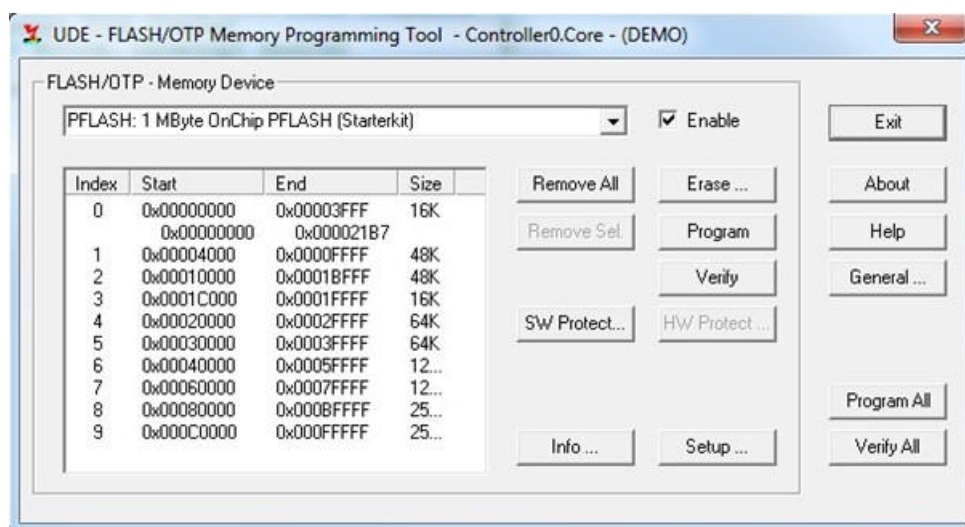 UDE - FLASH/OTP Memory Programming Tool - Controller0.Core - (DEMO)
FLASH/OTP - Memory Device
PFLASH: 1 MByte OnChip PFLASH (Starterkit)
Enable
Exit
Index Start End Size
0 0x00000000 0x00003FFF 16K
0x00000000 0x000021B7
1 0x00004000 0x0000FFFF 48K
2 0x00010000 0x0001BFFF 48K
3 0x0001C000 0x0001FFFF 16K
4 0x00020000 0x0002FFFF 64K
5 0x00030000 0x0003FFFF 64K
6 0x00040000 0x0005FFFF 12...
7 0x00060000 0x0007FFFF 12...
8 0x00080000 0x000BFFFF 25...
9 0x000C0000 0x000FFFFF 25...
Remove All
Erase ...
About
Remove Sel.
Program
Help
Verify
General ...
SW Protect...
HW Protect ...
Program All
Info ...
Setup ...
Verify All